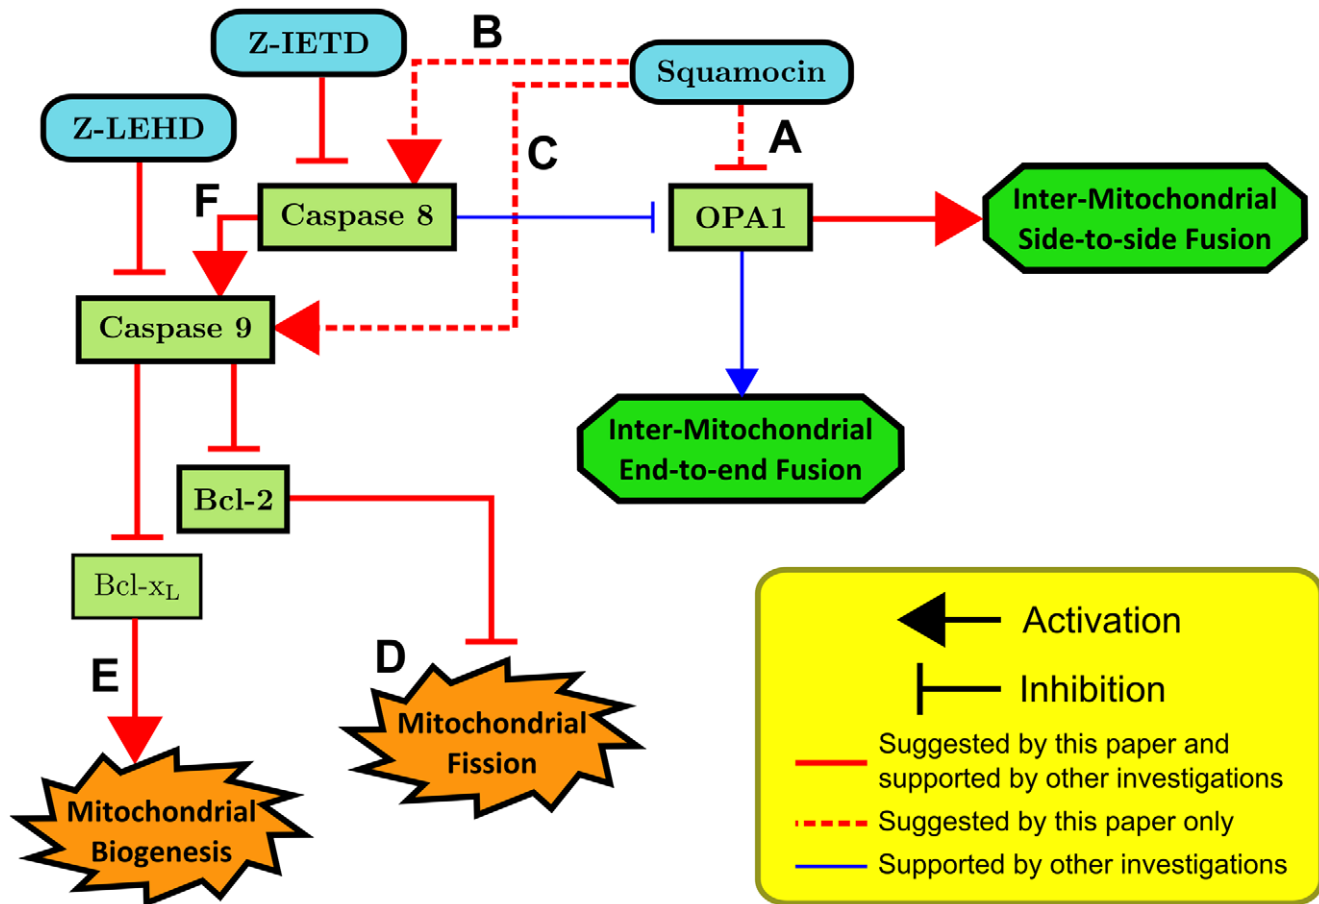 Z-IETD
B
Squamocin
Z-LEHD
C
A
F
Caspase 8
OPA1
Inter-Mitochondrial
Side-to-side Fusion
Caspase 9
Inter-Mitochondrial
End-to-end Fusion
Bcl-2
Bcl-xL
E
D
Mitochondrial
Fission
Mitochondrial
Biogenesis
Activation
Inhibition
Suggested by this paper and
supported by other investigations
Suggested by this paper only
Supported by other investigations